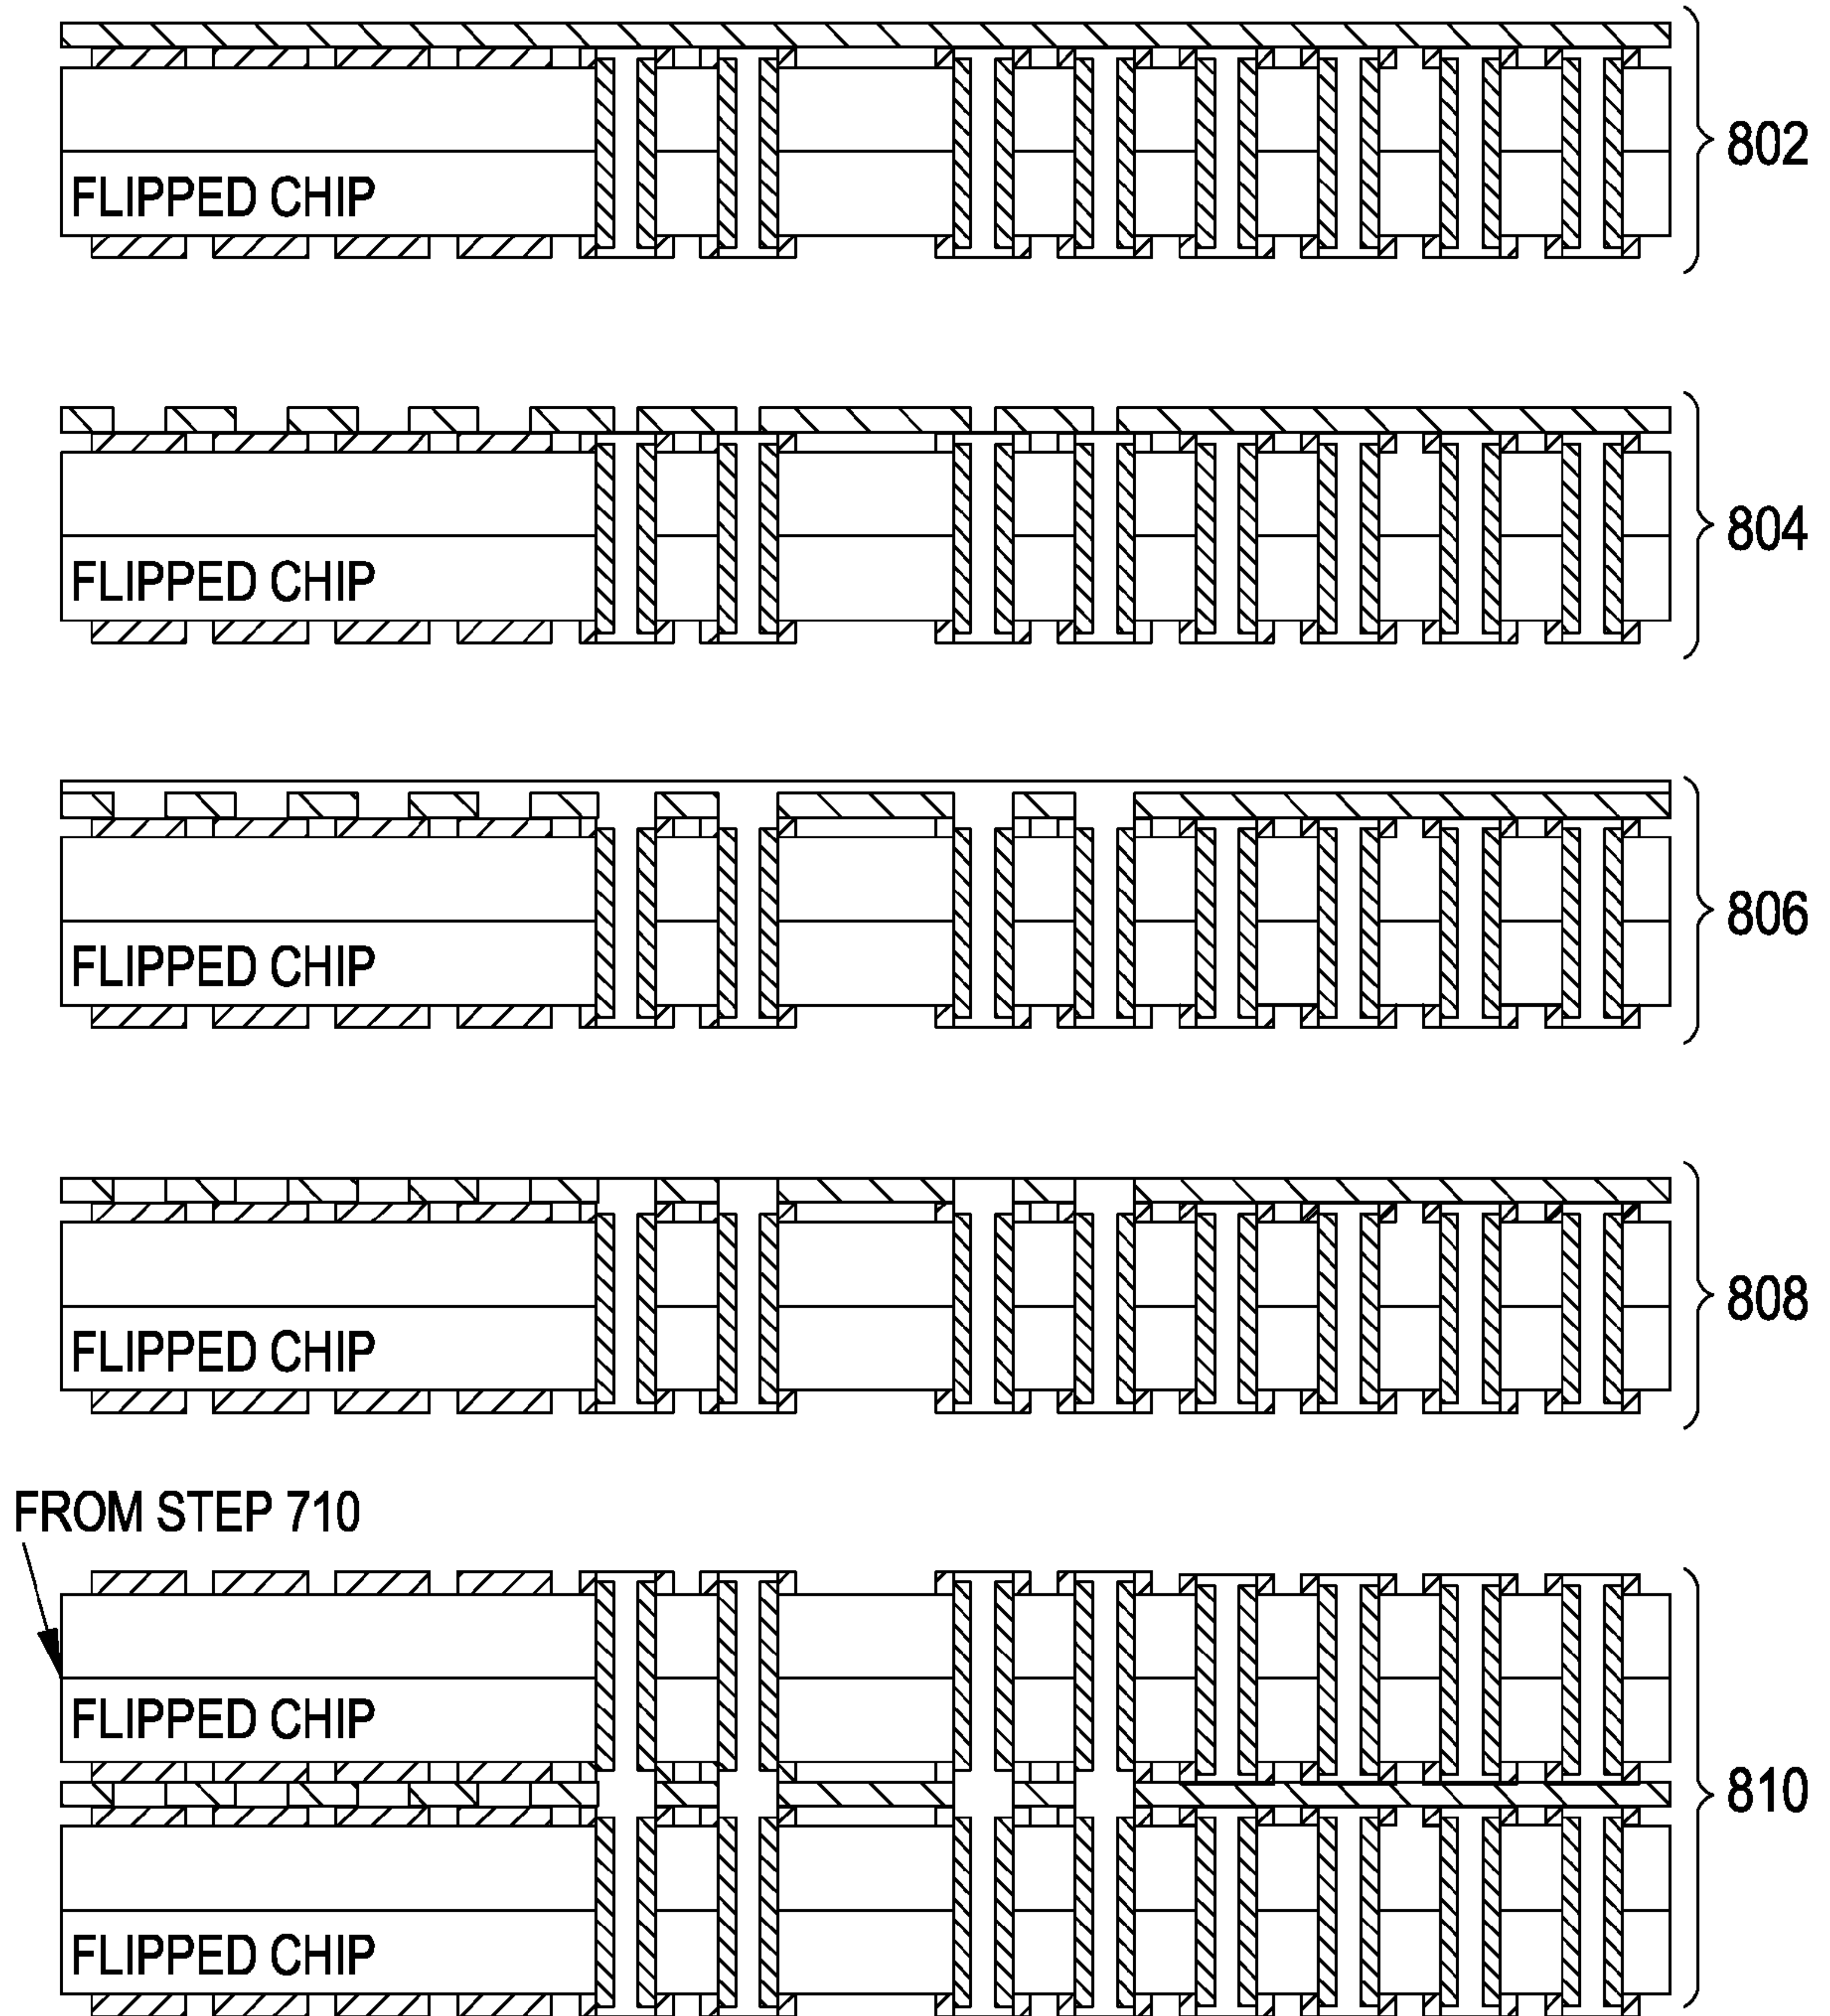 802
FLIPPED CHIP
804
FLIPPED CHIP
806
FLIPPED CHIP
808
FLIPPED CHIP
FROM STEP 710
FLIPPED CHIP
810
FLIPPED CHIP